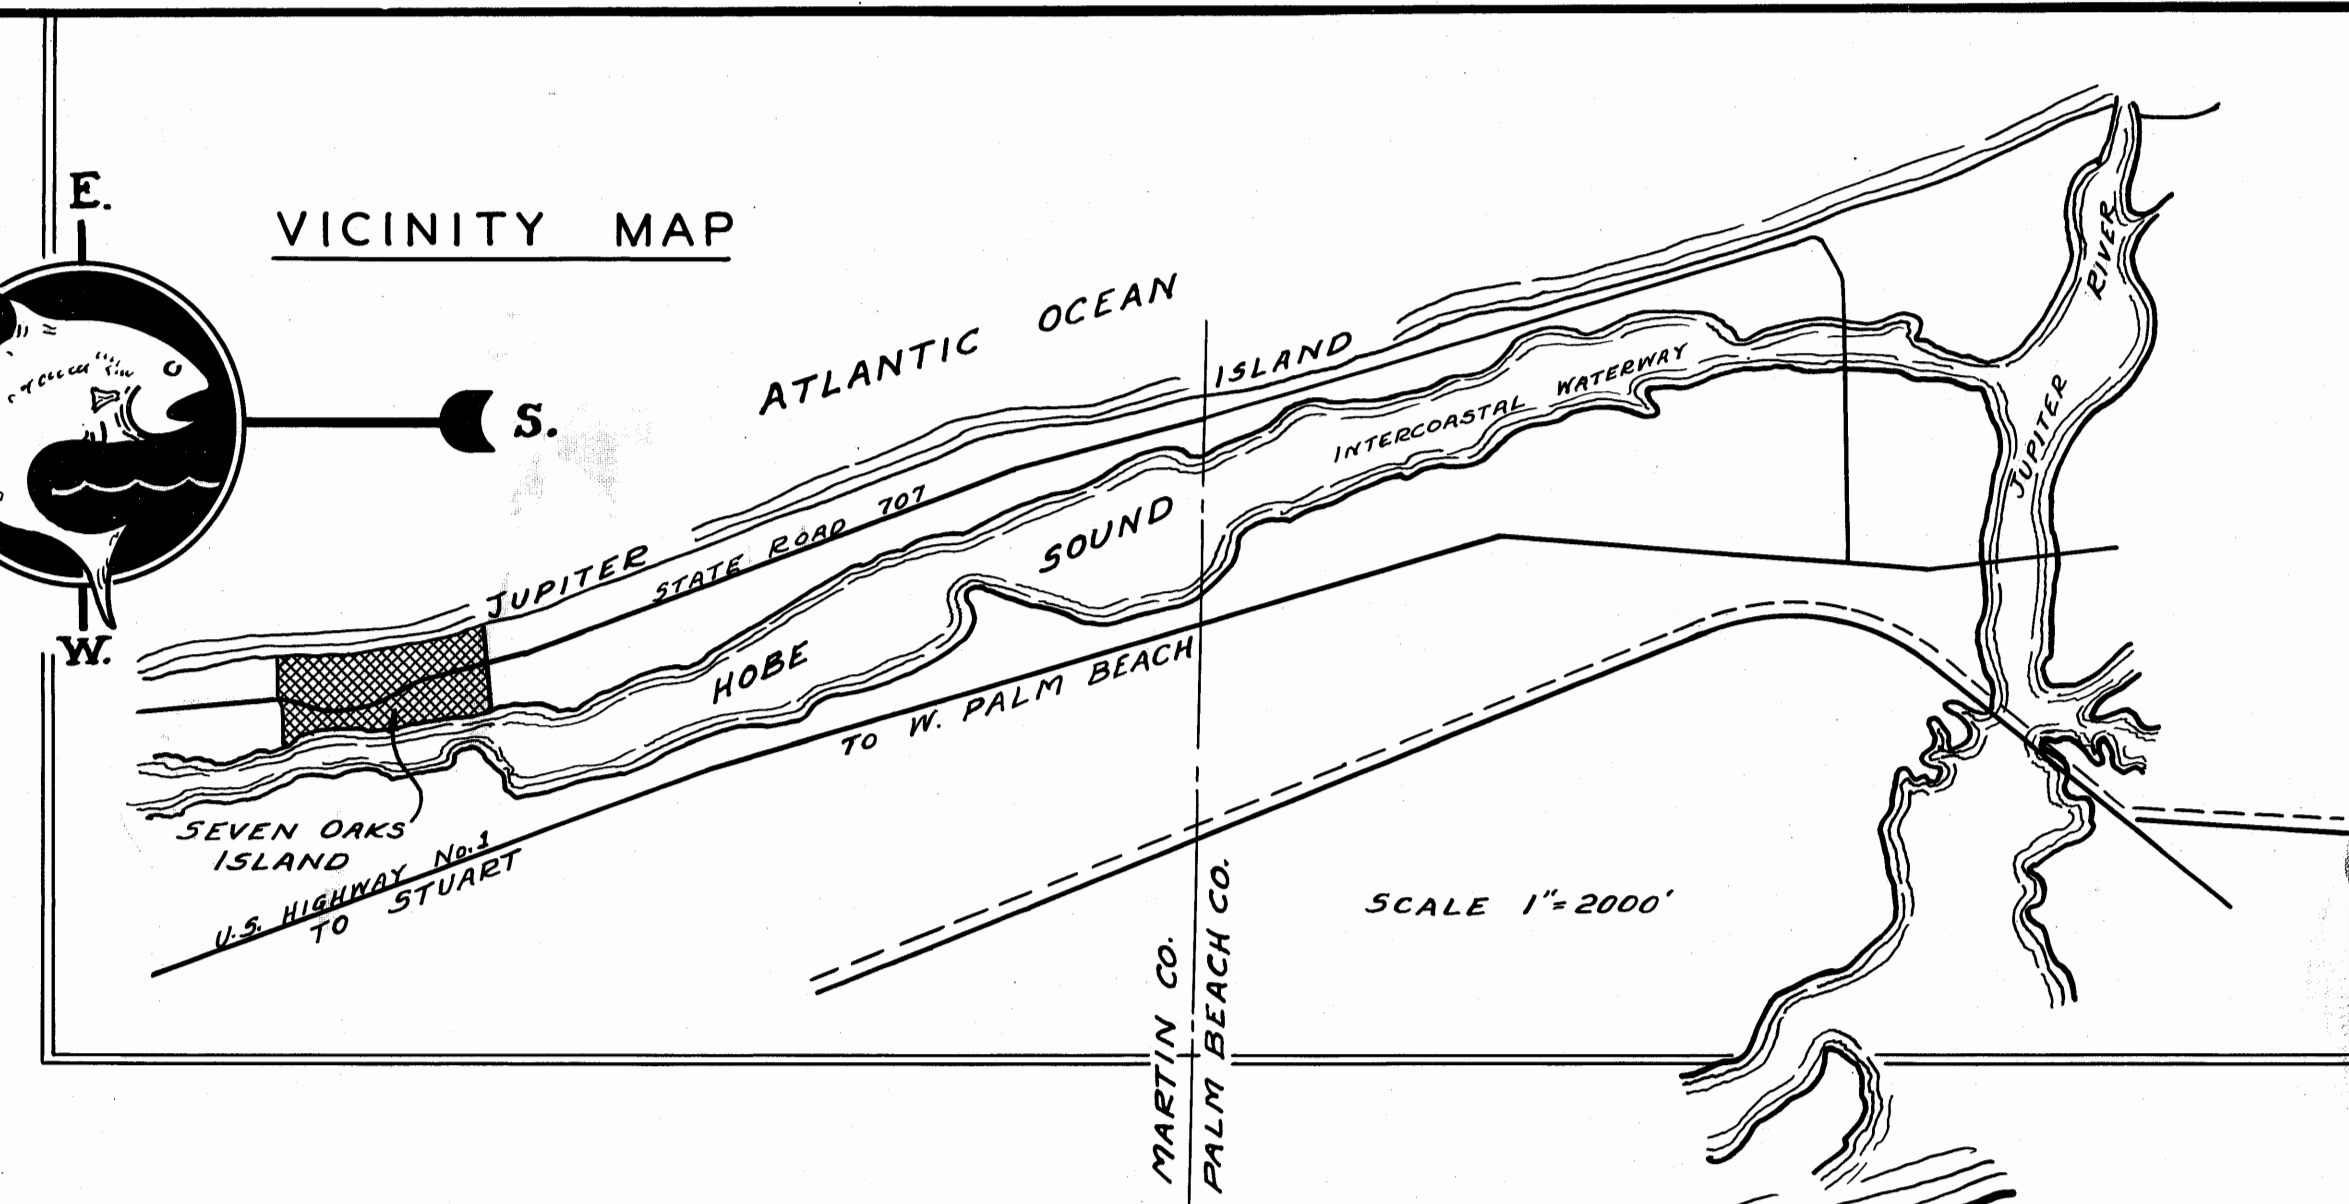 E.
VICINITY MAP
S.
W.
ATLANTIC OCEAN
JUPITER ISLAND
STATE ROAD 707
HOBE SOUND
INTERCOASTAL WATERWAY
JUPITER RIVER
SEVEN OAKS
ISLAND
U.S. HIGHWAY No.1
TO STUART
TO W. PALM BEACH
SCALE 1"=2000'
MARTIN CO.
PALM BEACH CO.